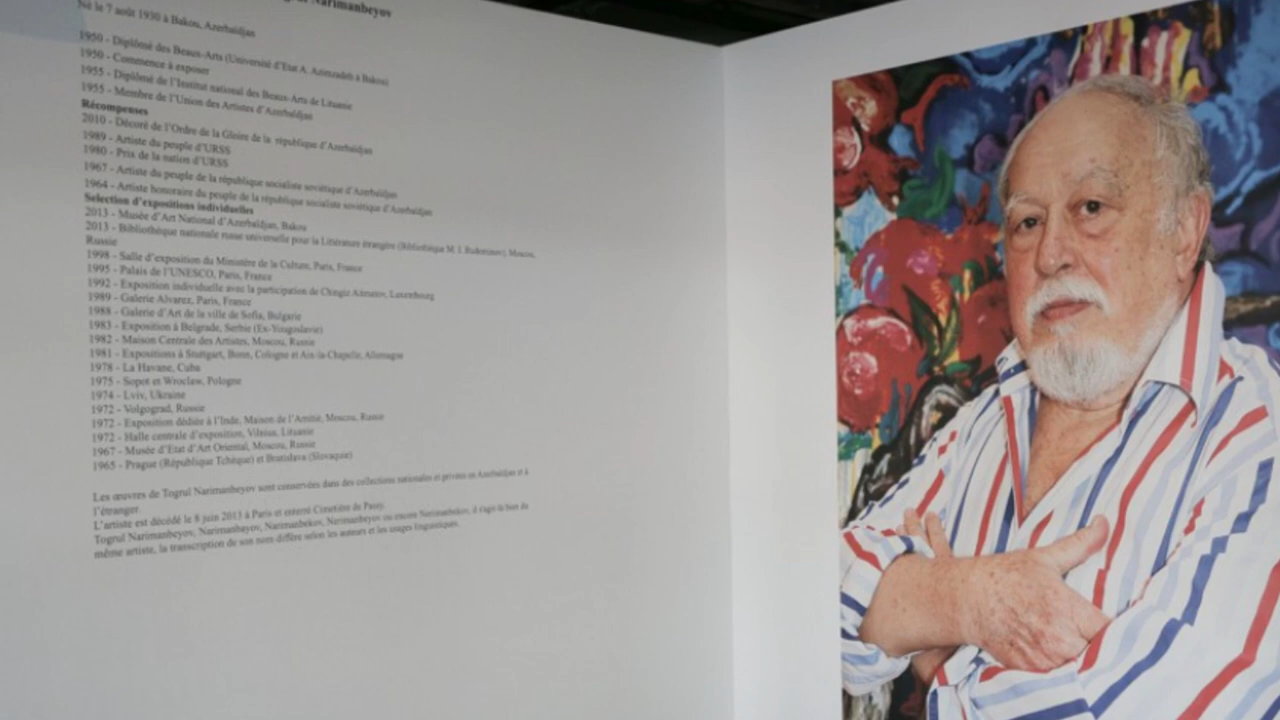 Narimanbeyov
Né le 7 août 1930 à Bakou, Azerbaïdjan
1950 - Diplômé des Beaux-Arts (Université d'Etat A. Azimzadeh à Bakou)
1950 - Commence à exposer
1955 - Diplômé de l'Institut national des Beaux-Arts de Lituanie
1955 - Membre de l'Union des Artistes d'Azerbaïdjan
Récompenses
2010 - Décoré de l'Ordre de la Gloire de la république d'Azerbaïdjan
1989 - Artiste du peuple d'URSS
1980 - Prix de la nation d'URSS
1967 - Artiste du peuple de la république socialiste soviétique d'Azerbaïdjan
1964 - Artiste honoraire du peuple de la république socialiste soviétique d'Azerbaïdjan
Selection d'expositions individuelles
2013 - Musée d'Art National d'Azerbaïdjan, Bakou
2013 - Bibliothèque nationale russe universelle pour la Littérature étrangère (Bibliothèque M. I. Rudomino), Moscou,
Russie
1998 - Salle d'exposition du Ministère de la Culture, Paris, France
1995 - Palais de l'UNESCO, Paris, France
1992 - Exposition individuelle avec la participation de Chingiz Aitmatov, Luxembourg
1989 - Galerie Alvarez, Paris, France
1988 - Galerie d'Art de la ville de Sofia, Bulgarie
1983 - Exposition à Belgrade, Serbie (Ex-Yougoslavie)
1982 - Maison Centrale des Artistes, Moscou, Russie
1981 - Expositions à Stuttgart, Bonn, Cologne et Aix-la-Chapelle, Allemagne
1978 - La Havane, Cuba
1975 - Sopot et Wroclaw, Pologne
1974 - Lviv, Ukraine
1972 - Volgograd, Russie
1972 - Exposition dédiée à l'Inde, Maison de l'Amitié, Moscou, Russie
1972 - Halle centrale d'exposition, Vilnius, Lituanie
1967 - Musée d'Etat d'Art Oriental, Moscou, Russie
1965 - Prague (République Tchèque) et Bratislava (Slovaquie)
Les œuvres de Togrul Narimanbeyov sont conservées dans des collections nationales et privées en Azerbaïdjan et à
l'étranger.
L'artiste est décédé le 8 juin 2013 à Paris et enterré Cimetière de Passy.
Togrul Narimanbeyov, Narimanbayov, Narimanbekov, Nerimanbeyov ou encore Nerimanbekov, il s'agit là bien du
même artiste, la transcription de son nom diffère selon les auteurs et les usages linguistiques.